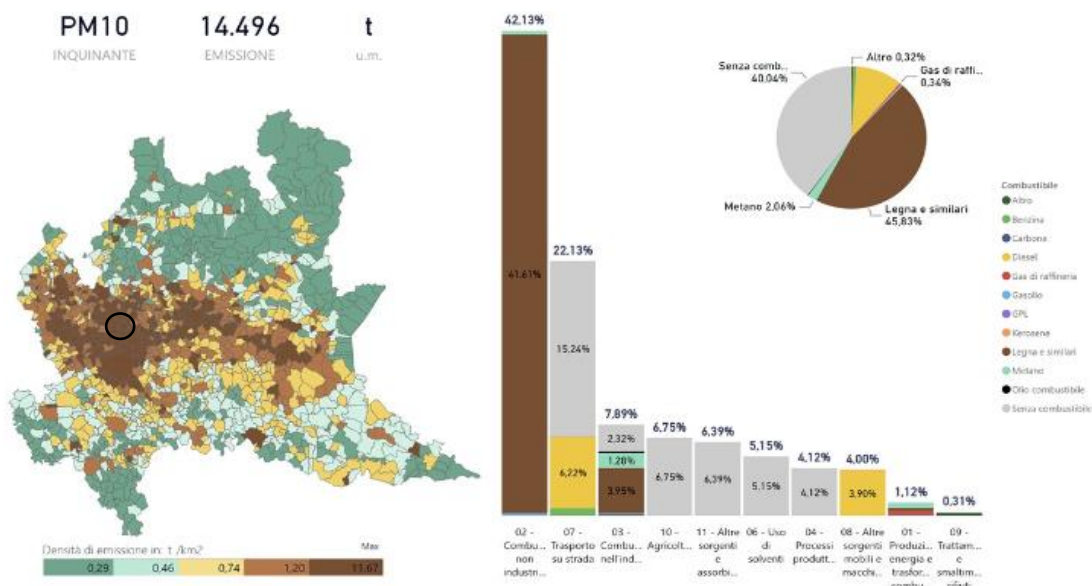 PM10
14.496
t
INQUINANTE
EMISSIONE
u.m.
Densità di emissione in: t /km2
Max
0,29
0,46
0,74
1,20
11,67
42,13%
41,61%
22,13%
15,24%
6,22%
7,89%
2,32%
1,28%
3,95%
6,75%
6,75%
6,39%
6,39%
5,15%
5,15%
4,12%
4,12%
4,00%
3,90%
1,12%
0,31%
02 -
Combu...
non
industri...
07 -
Trasporto
su strada
03 -
Combu...
nell'ind...
10 -
Agricolt...
11 - Altre
sorgenti
e
assorbi...
06 - Uso
di
solventi
04 -
Processi
produtt...
08 - Altre
sorgenti
mobili e
macchi...
01 -
Produzi...
energia e
trasfor...
combu...
09 -
Trattam...
e
smaltim...
Senza comb...
40,04%
Altro 0,32%
Gas di raffi...
0,34%
Metano 2,06%
Legna e similari
45,83%
Combustibile
Altro
Benzina
Carbone
Diesel
Gas di raffineria
Gasolio
GPL
Kerosene
Legna e similari
Metano
Olio combustibile
Senza combustibile